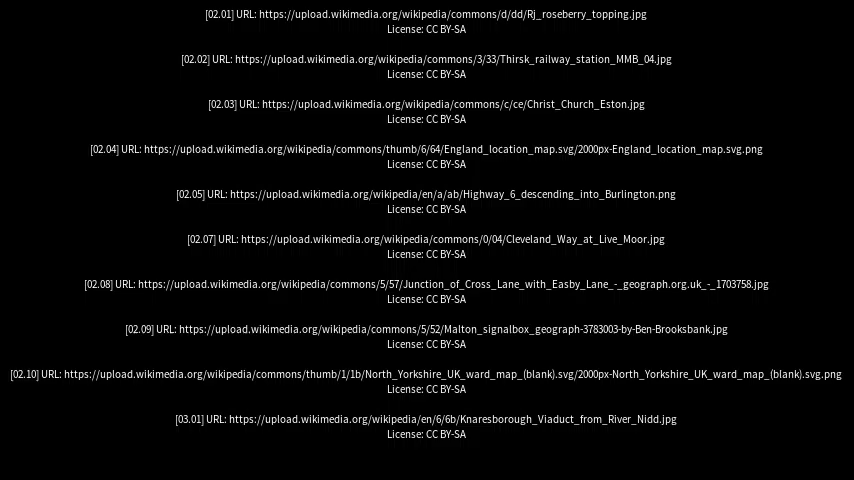 [02.01] URL: https://upload.wikimedia.org/wikipedia/commons/d/dd/Rj_roseberry_topping.jpg
License: CC BY-SA
[02.02] URL: https://upload.wikimedia.org/wikipedia/commons/3/33/Thirsk_railway_station_MMB_04.jpg
License: CC BY-SA
[02.03] URL: https://upload.wikimedia.org/wikipedia/commons/c/ce/Christ_Church_Eston.jpg
License: CC BY-SA
[02.04] URL: https://upload.wikimedia.org/wikipedia/commons/thumb/6/64/England_location_map.svg/2000px-England_location_map.svg.png
License: CC BY-SA
[02.05] URL: https://upload.wikimedia.org/wikipedia/en/a/ab/Highway_6_descending_into_Burlington.png
License: CC BY-SA
[02.07] URL: https://upload.wikimedia.org/wikipedia/commons/0/04/Cleveland_Way_at_Live_Moor.jpg
License: CC BY-SA
[02.08] URL: https://upload.wikimedia.org/wikipedia/commons/5/57/Junction_of_Cross_Lane_with_Easby_Lane_-_geograph.org.uk_-_1703758.jpg
License: CC BY-SA
[02.09] URL: https://upload.wikimedia.org/wikipedia/commons/5/52/Malton_signalbox_geograph-3783003-by-Ben-Brooksbank.jpg
License: CC BY-SA
[02.10] URL: https://upload.wikimedia.org/wikipedia/commons/thumb/1/1b/North_Yorkshire_UK_ward_map_(blank).svg/2000px-North_Yorkshire_UK_ward_map_(blank).svg.png
License: CC BY-SA
[03.01] URL: https://upload.wikimedia.org/wikipedia/en/6/6b/Knaresborough_Viaduct_from_River_Nidd.jpg
License: CC BY-SA